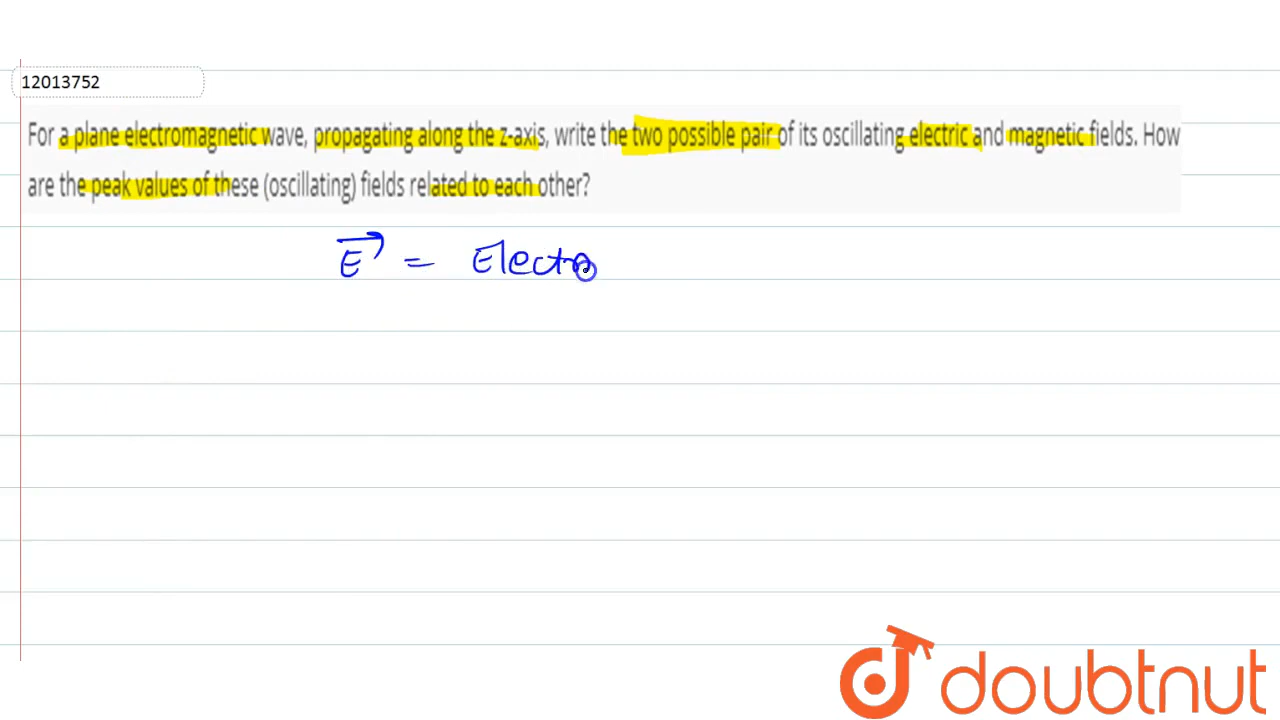 12013752
For a plane electromagnetic wave, propagating along the z-axis, write the two possible pair of its oscillating electric and magnetic fields. How
are the peak values of these (oscillating) fields related to each other?
E = Electr
doubtnut